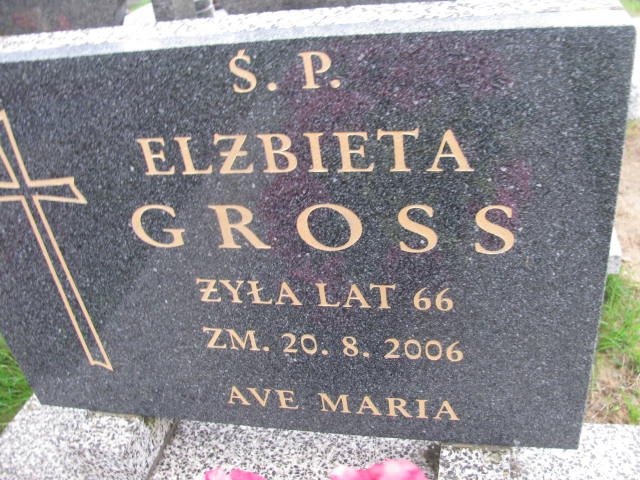 Ś. P.
ELŻBIETA
GROSS
ŻYŁA LAT 66
ZM. 20. 8. 2006
AVE MARIA